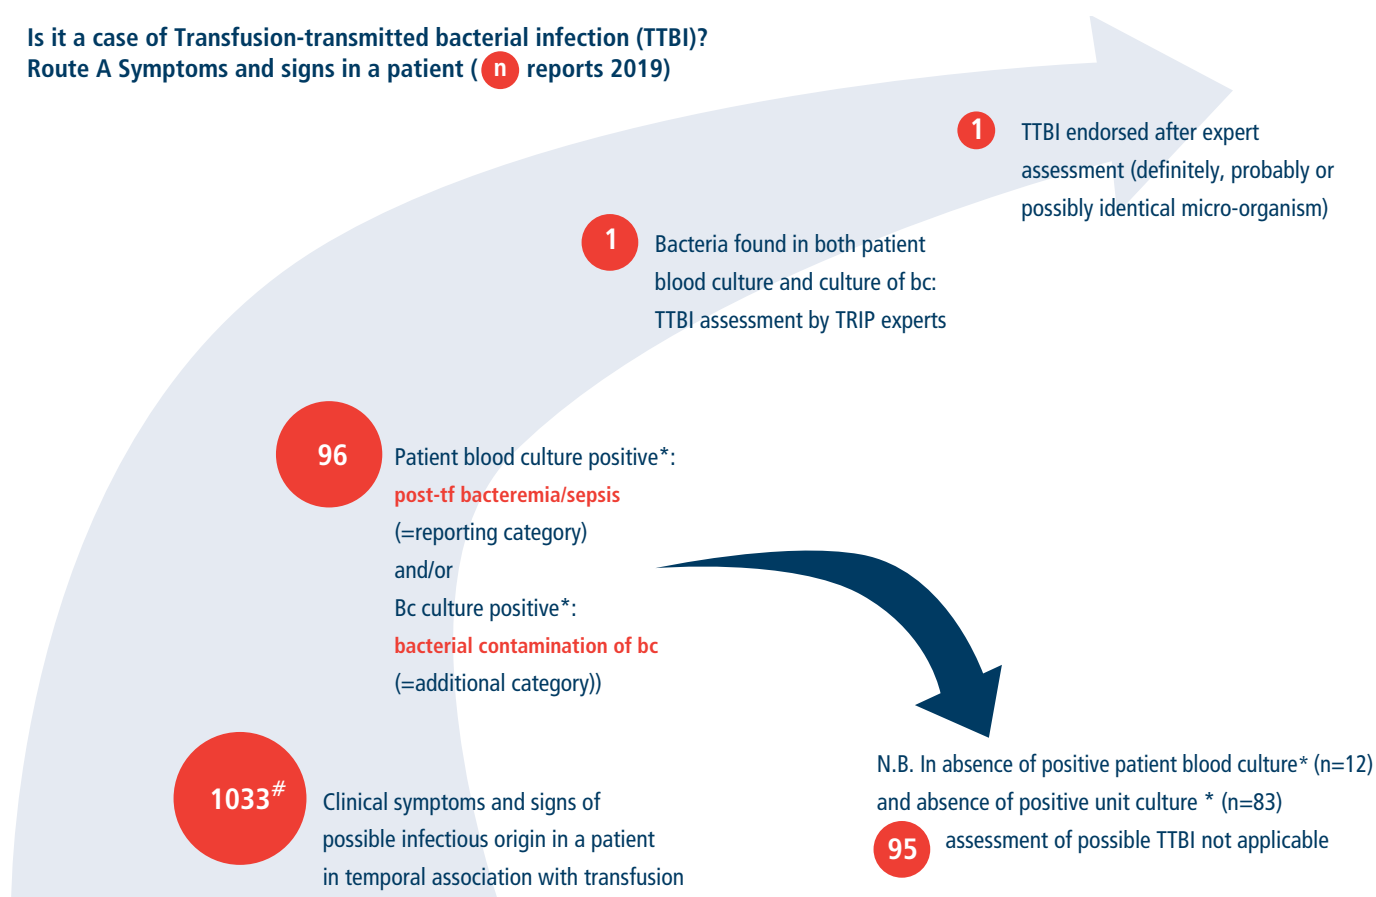 Is it a case of Transfusion-transmitted bacterial infection (TTBI)?
Route A Symptoms and signs in a patient ( n reports 2019)
1
TTBI endorsed after expert
assessment (definitely, probably or
possibly identical micro-organism)
1
Bacteria found in both patient
blood culture and culture of bc:
TTBI assessment by TRIP experts
96
Patient blood culture positive*:
post-tf bacteremia/sepsis
(=reporting category)
and/or
Bc culture positive*:
bacterial contamination of bc
(=additional category))
1033#
Clinical symptoms and signs of
possible infectious origin in a patient
in temporal association with transfusion
N.B. In absence of positive patient blood culture* (n=12)
and absence of positive unit culture * (n=83)
95 assessment of possible TTBI not applicable